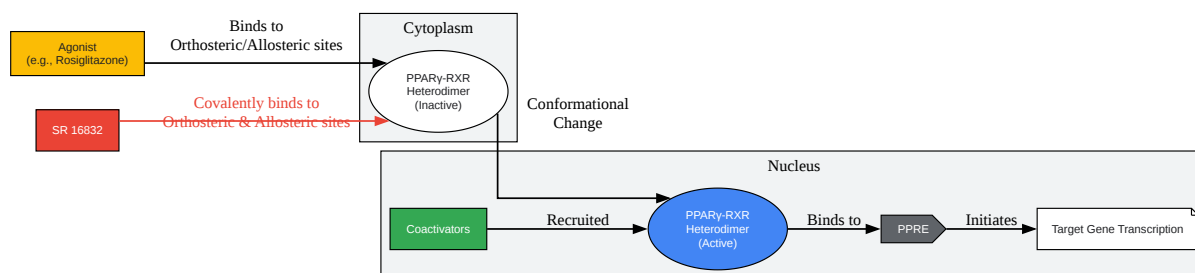 Cytoplasm
Binds to
Orthosteric/Allosteric sites
Agonist
(e.g., Rosiglitazone)
PPARγ-RXR
Heterodimer
(Inactive)
Covalently binds to
Orthosteric & Allosteric sites
SR 16832
Conformational
Change
Nucleus
Coactivators
Recruited
PPARγ-RXR
Heterodimer
(Active)
Binds to
PPRE
Initiates
Target Gene Transcription